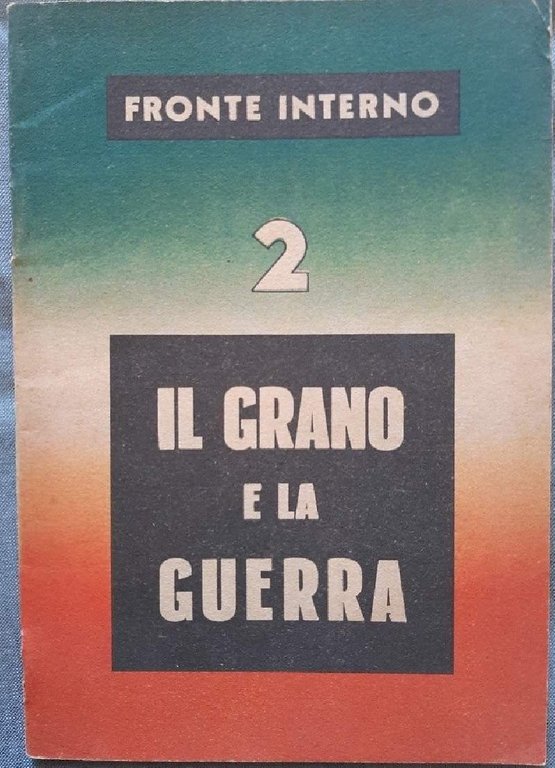 FRONTE INTERNO
2
IL GRANO
E LA
GUERRA